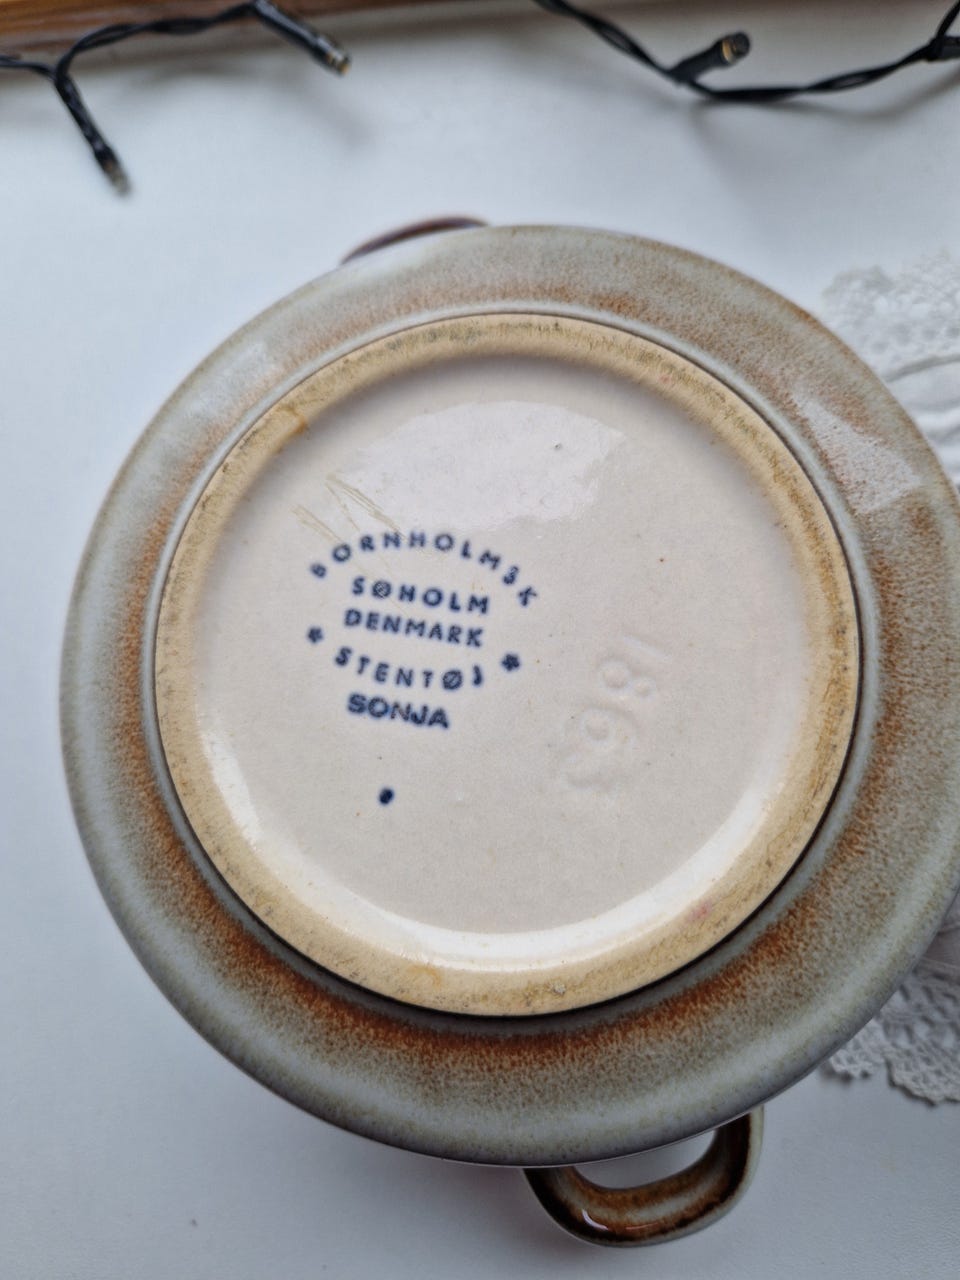 BORNHOLMSK
SØHOLM
DENMARK
* STENTØJ *
SONJA
1863